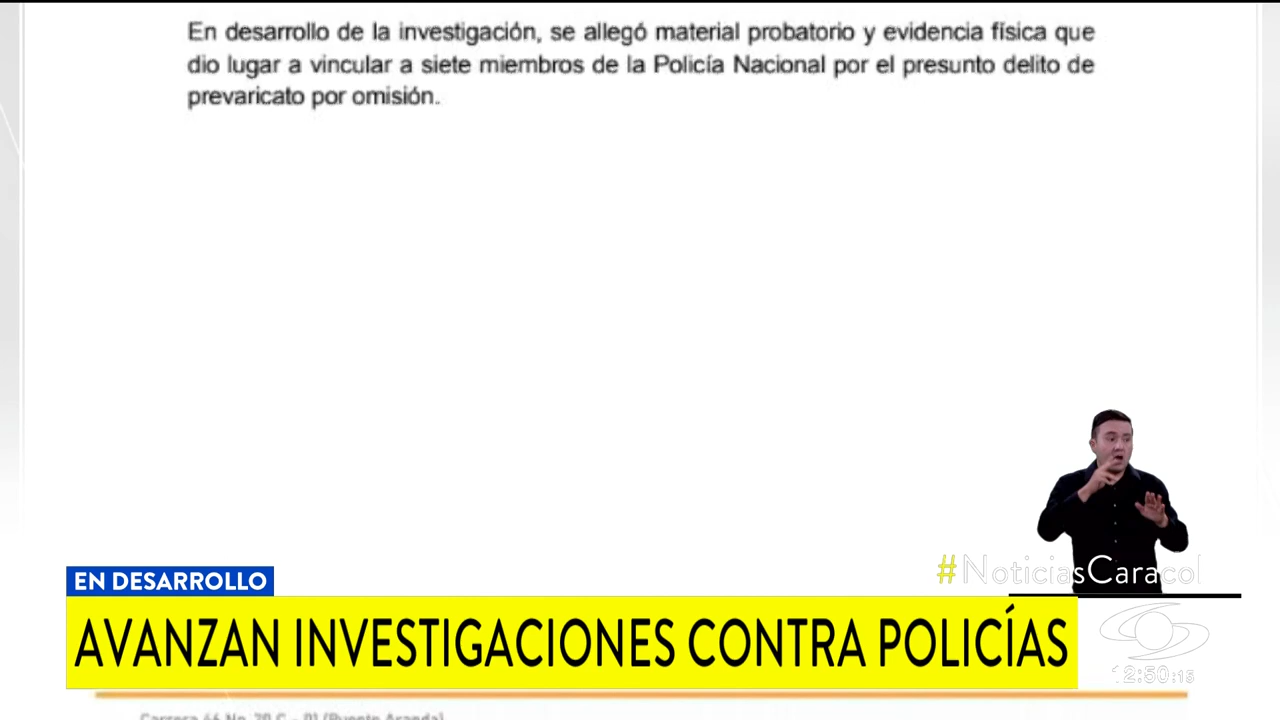 En desarrollo de la investigación, se allegó material probatorio y evidencia física que
dio lugar a vincular a siete miembros de la Policía Nacional por el presunto delito de
prevaricato por omisión.
#NoticiasCaracol
EN DESARROLLO
AVANZAN INVESTIGACIONES CONTRA POLICÍAS
12:50:15